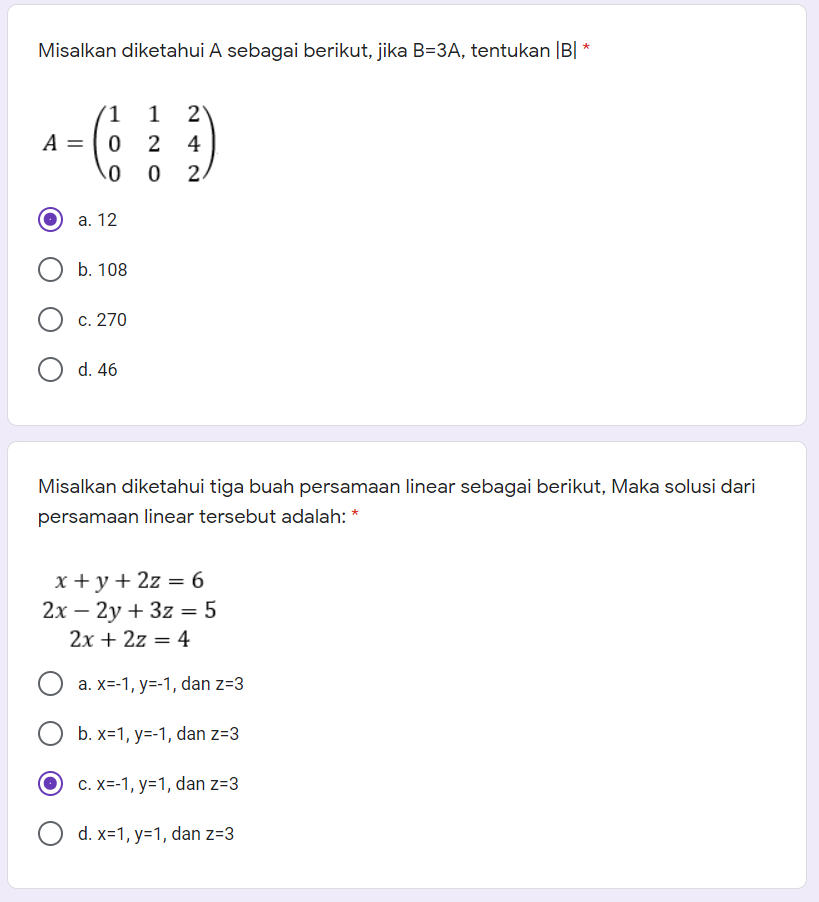 Misalkan diketahui A sebagai berikut, jika B=3A, tentukan |B| *
1 1 2
A = 0 2 4
0 0 2
a. 12
b. 108
c. 270
d. 46
Misalkan diketahui tiga buah persamaan linear sebagai berikut, Maka solusi dari
persamaan linear tersebut adalah: *
x + y + 2z = 6
2x − 2y + 3z = 5
2x + 2z = 4
a. x=-1, y=-1, dan z=3
b. x=1, y=-1, dan z=3
c. x=-1, y=1, dan z=3
d. x=1, y=1, dan z=3